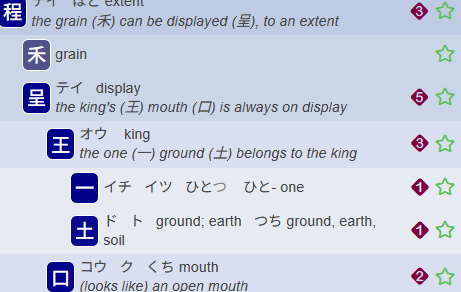 程 テイ ほど extent 3
the grain (禾) can be displayed (呈), to an extent
禾 grain
呈 テイ display 5
the king's (王) mouth (口) is always on display
王 オウ king 3
the one (一) ground (土) belongs to the king
一 イチ イツ ひとつ ひと- one 1
土 ド ト ground; earth つち ground, earth, 1
soil
口 コウ ク くち mouth 2
(looks like) an open mouth